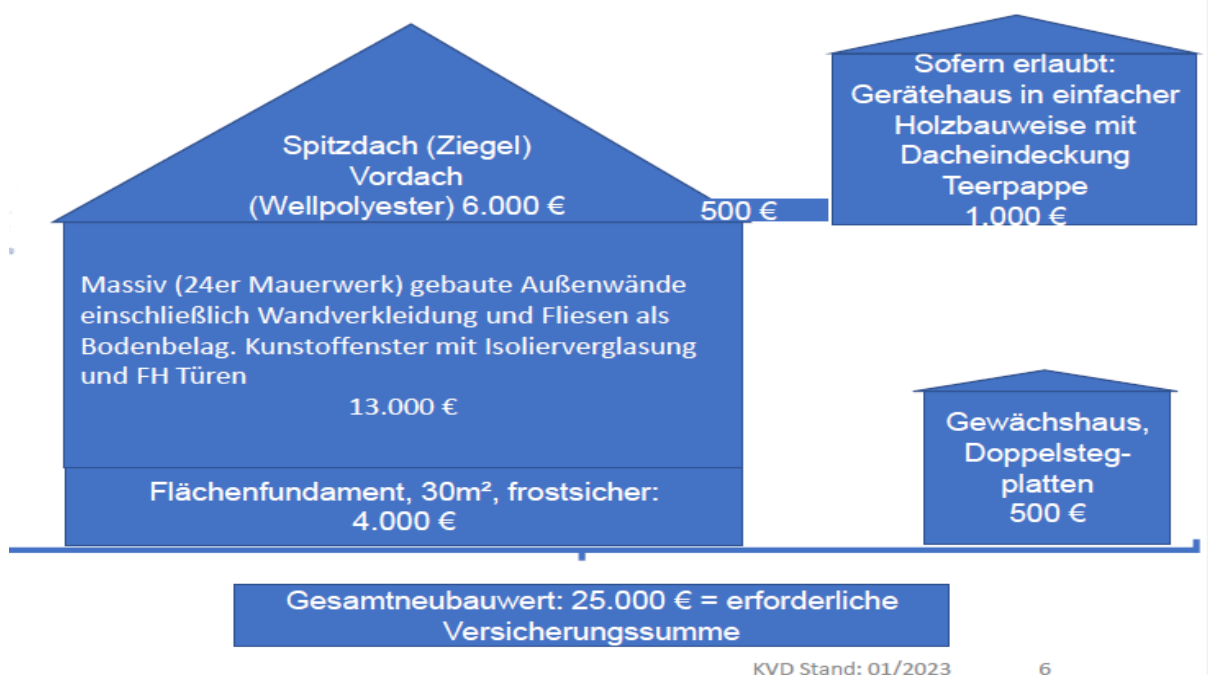 Spitzdach (Ziegel)
Vordach
(Wellpolyester) 6.000 €
500 €
Sofern erlaubt:
Gerätehaus in einfacher
Holzbauweise mit
Dacheindeckung
Teerpappe
1.000 €
Massiv (24er Mauerwerk) gebaute Außenwände
einschließlich Wandverkleidung und Fliesen als
Bodenbelag. Kunstoffenster mit Isolierverglasung
und FH Türen
13.000 €
Gewächshaus,
Doppelsteg-
platten
500 €
Flächenfundament, 30m², frostsicher:
4.000 €
Gesamtneubauwert: 25.000 € = erforderliche
Versicherungssumme
KVD Stand: 01/2023 6